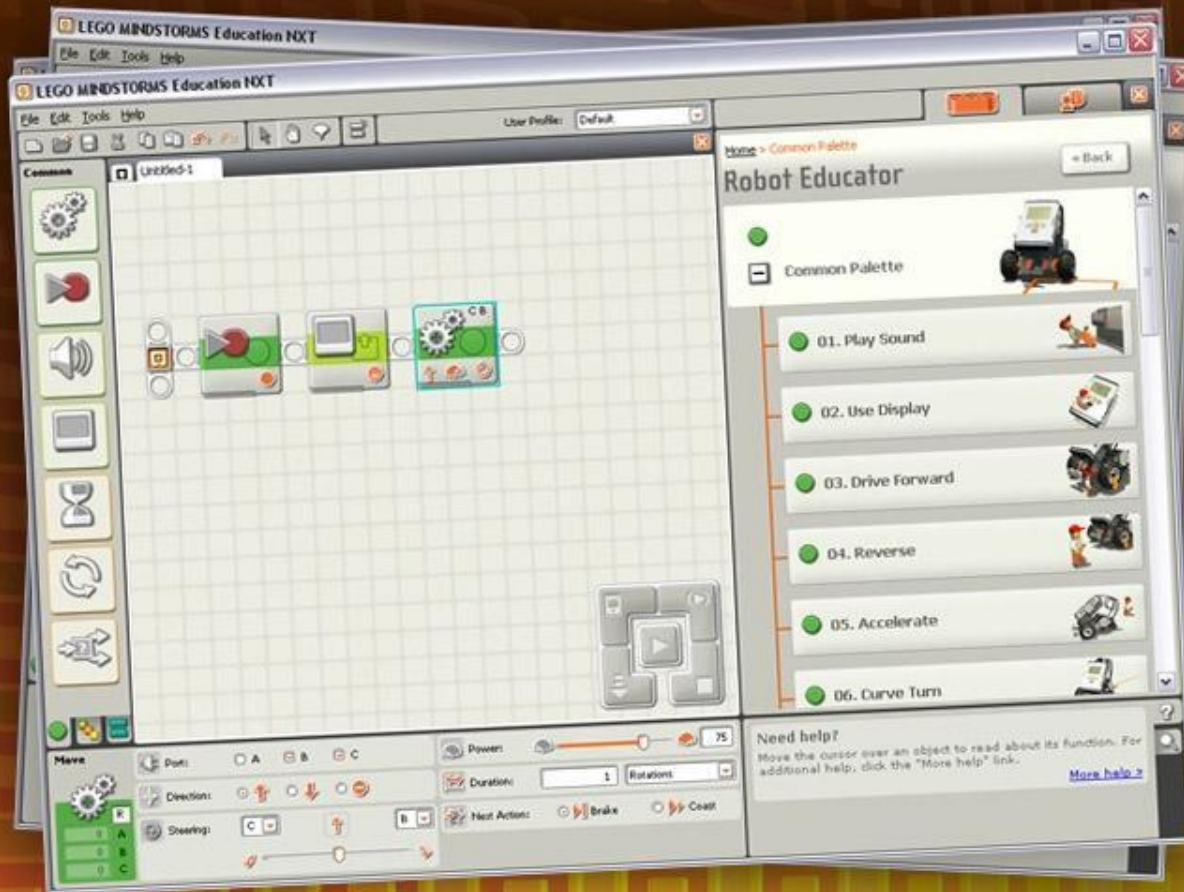 LEGO MINDSTORMS Education NXT
File Edit Tools Help
LEGO MINDSTORMS Education NXT
File Edit Tools Help
User Profile: Default
Common
Untitled-1
C B
Home > Common Palette
« Back
Robot Educator
Common Palette
01. Play Sound
02. Use Display
03. Drive Forward
04. Reverse
05. Accelerate
06. Curve Turn
Move
R
0 A
0 B
0 C
Port: A B C
Direction:
Steering: C B
Power: 75
Duration: 1 Rotations
Next Action: Brake Coast
Need help?
Move the cursor over an object to read about its function. For
additional help, click the "More help" link.
More help >
?